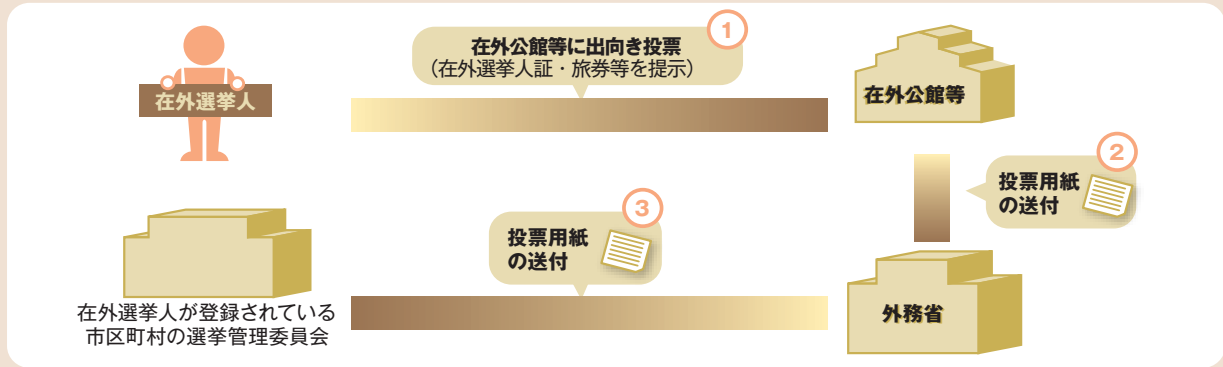 ①
在外公館等に出向き投票
（在外選挙人証・旅券等を提示）
在外選挙人
在外公館等
②
投票用紙
の送付
③
投票用紙
の送付
外務省
在外選挙人が登録されている
市区町村の選挙管理委員会